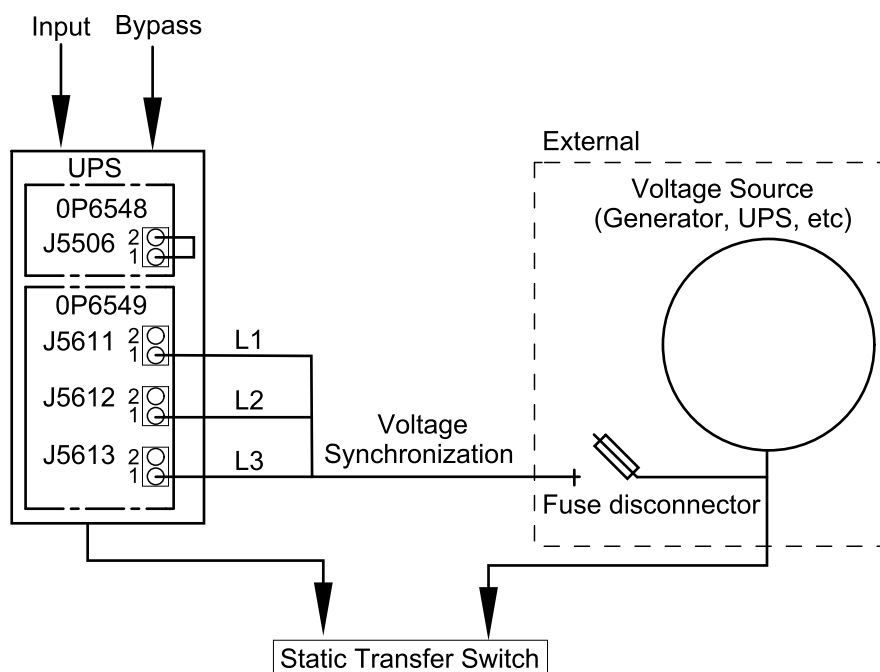 Input Bypass
UPS
0P6548
J5506 2
1
0P6549
J5611 2
1
L1
J5612 2
1
L2
J5613 2
1
L3
Voltage
Synchronization
External
Voltage Source
(Generator, UPS, etc)
Fuse disconnector
Static Transfer Switch